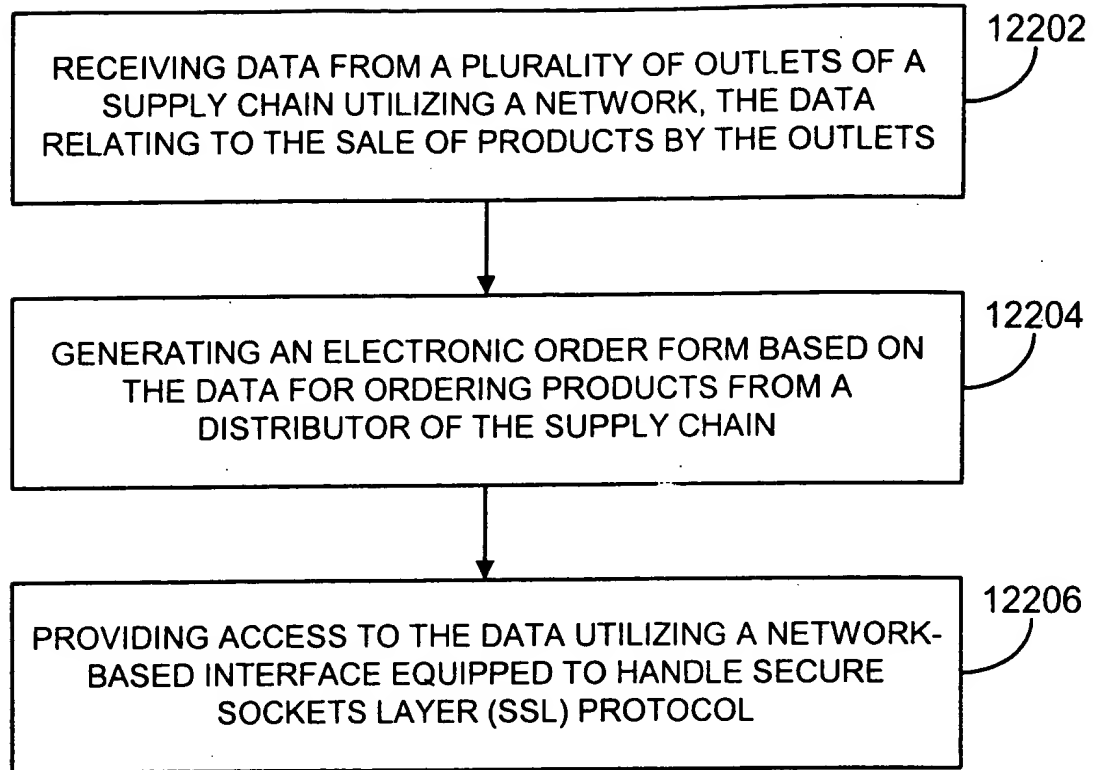 12202
RECEIVING DATA FROM A PLURALITY OF OUTLETS OF A
SUPPLY CHAIN UTILIZING A NETWORK, THE DATA
RELATING TO THE SALE OF PRODUCTS BY THE OUTLETS
12204
GENERATING AN ELECTRONIC ORDER FORM BASED ON
THE DATA FOR ORDERING PRODUCTS FROM A
DISTRIBUTOR OF THE SUPPLY CHAIN
12206
PROVIDING ACCESS TO THE DATA UTILIZING A NETWORK-
BASED INTERFACE EQUIPPED TO HANDLE SECURE
SOCKETS LAYER (SSL) PROTOCOL